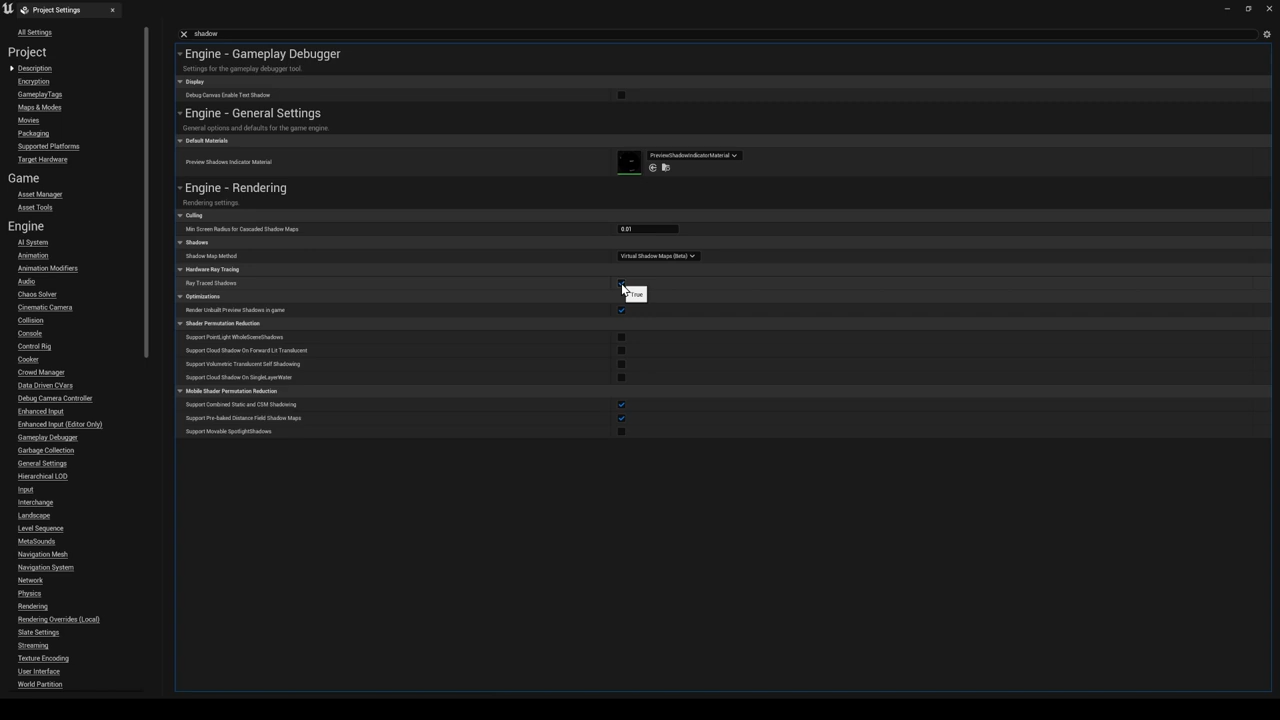 Project Settings
All Settings
Project
Description
Encryption
GameplayTags
Maps & Modes
Movies
Packaging
Supported Platforms
Target Hardware
Game
Asset Manager
Asset Tools
Engine
AI System
Animation
Animation Modifiers
Audio
Chaos Solver
Cinematic Camera
Collision
Console
Control Rig
Cooker
Crowd Manager
Data Driven CVars
Debug Camera Controller
Enhanced Input
Enhanced Input (Editor Only)
Gameplay Debugger
Garbage Collection
General Settings
Hierarchical LOD
Input
Interchange
Landscape
Level Sequence
MetaSounds
Navigation Mesh
Navigation System
Network
Physics
Rendering
Rendering Overrides (Local)
Slate Settings
Streaming
Texture Encoding
User Interface
World Partition
shadow
Engine - Gameplay Debugger
Settings for the gameplay debugger tool.
Display
Debug Canvas Enable Text Shadow
Engine - General Settings
General options and defaults for the game engine.
Default Materials
Preview Shadows Indicator Material
PreviewShadowIndicatorMaterial
Engine - Rendering
Rendering settings.
Culling
Min Screen Radius for Cascaded Shadow Maps
0.01
Shadows
Shadow Map Method
Virtual Shadow Maps (Beta)
Hardware Ray Tracing
Ray Traced Shadows
True
Optimizations
Render Unbuilt Preview Shadows in game
Shader Permutation Reduction
Support PointLight WholeSceneShadows
Support Cloud Shadow On Forward Lit Translucent
Support Volumetric Translucent Self Shadowing
Support Cloud Shadow On SingleLayerWater
Mobile Shader Permutation Reduction
Support Combined Static and CSM Shadowing
Support Pre-baked Distance Field Shadow Maps
Support Movable SpotlightShadows